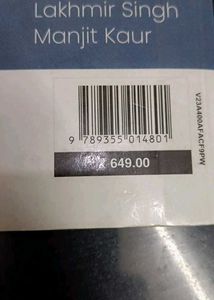 Lakhmir Singh
Manjit Kaur
9 789355 014801
649.00
V23A400AFACF9PW